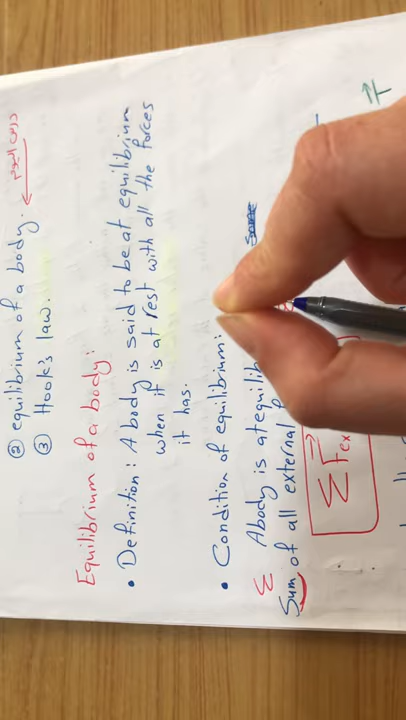 ② equilibrium of a body.
درس اليوم
③ Hook's law.
Equilibrium of a body:
• Definition: A body is said to be at equilibrium
when it is at rest with all the forces
it has.
• Condition of equilibrium:
Σ A body is at equilib
Sum of all external f
Σ F ex